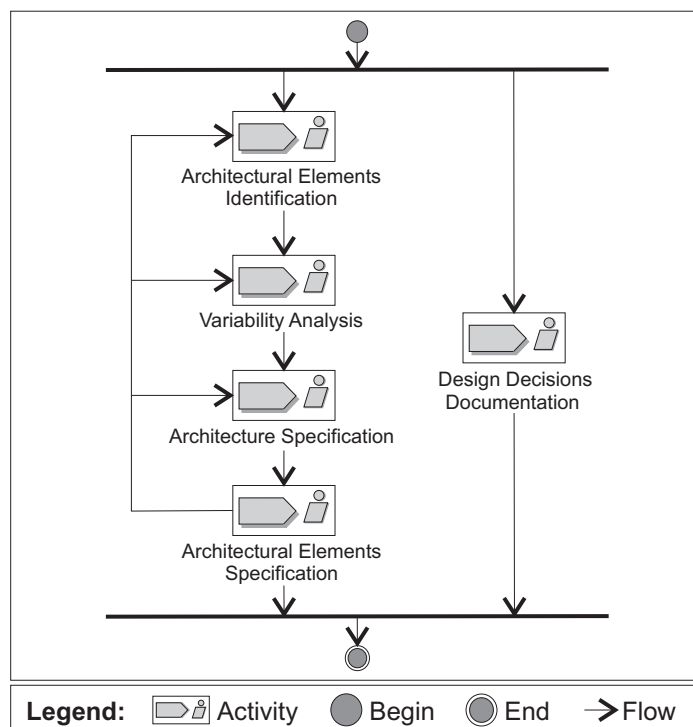 Architectural Elements
Identification
Variability Analysis
Architecture Specification
Architectural Elements
Specification
Design Decisions
Documentation
Legend: Activity Begin End Flow